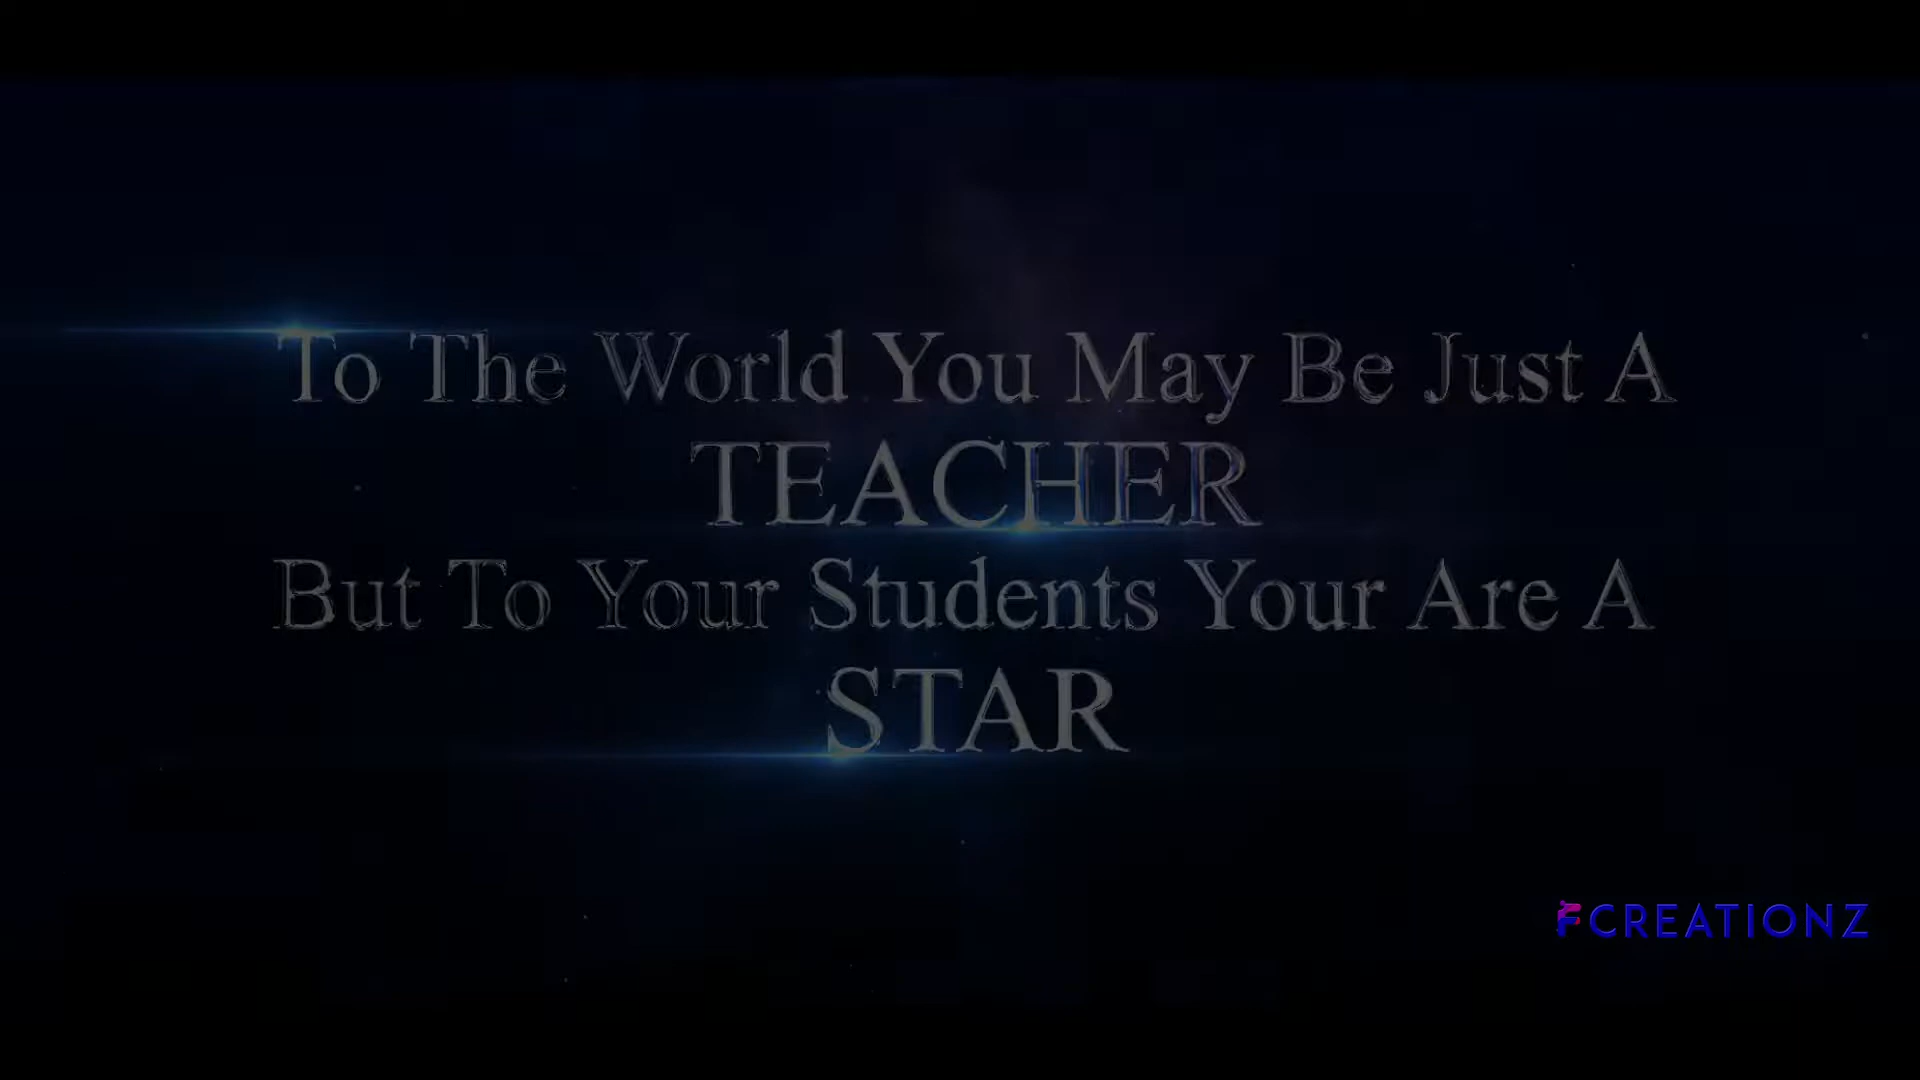 To The World You May Be Just A
TEACHER
But To Your Students Your Are A
STAR
FCREATIONZ